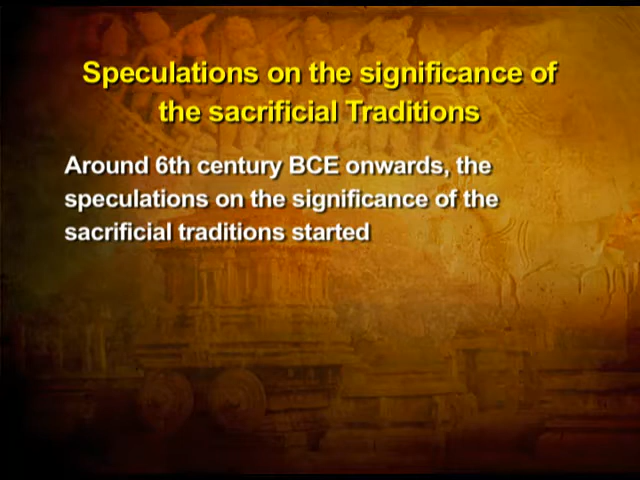 Speculations on the significance of
the sacrificial Traditions
Around 6th century BCE onwards, the
speculations on the significance of the
sacrificial traditions started